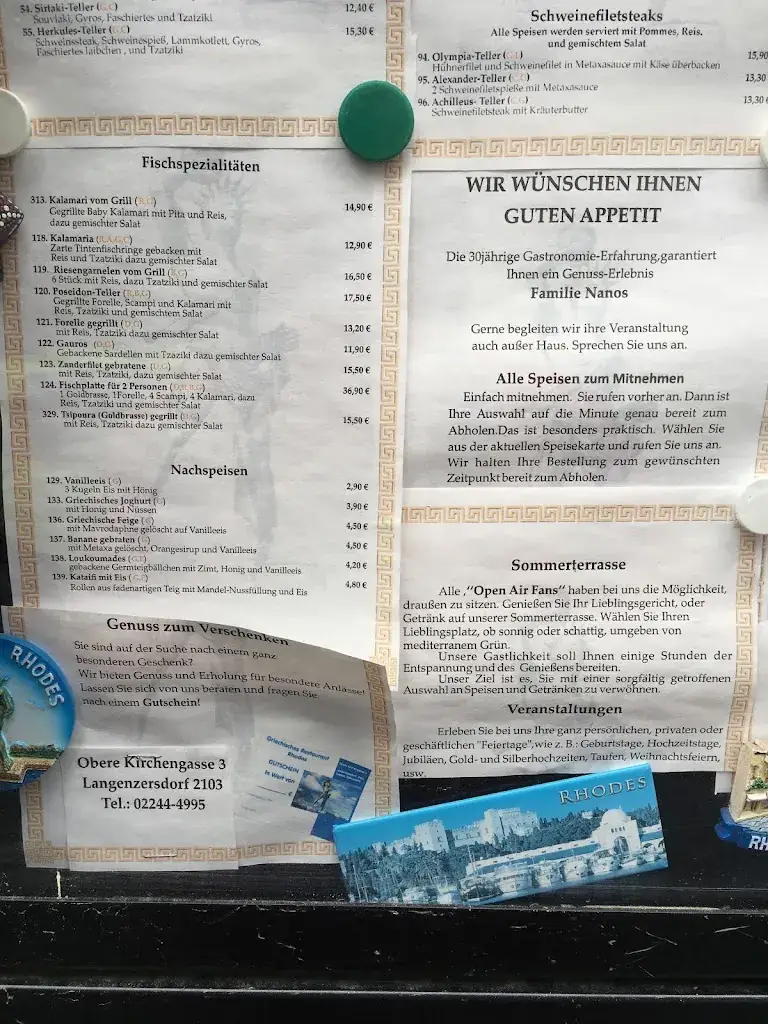 54. Sirtaki-Teller (G,C) 12,40 €
Souvlaki, Gyros, Faschiertes und Tzatziki
55. Herkules-Teller (G,C) 15,30 €
Schweinssteak, Schweinespieß, Lammkotlett, Gyros,
Faschiertes laibchen, und Tzatziki
Fischspezialitäten
313. Kalamari vom Grill (R,G) 14,90 €
Gegrillte Baby Kalamari mit Pita und Reis,
dazu gemischter Salat
118. Kalamaria (R,A,G,C) 12,90 €
Zarte Tintenfischringe gebacken mit
Reis und Tzatziki dazu gemischter Salat
119. Riesengarnelen vom Grill 16,50 €
6 Stück mit Reis, dazu Tzatziki und gemischter Salat
120. Poseidon-Teller (R,B,G) 17,50 €
Gegrillte Forelle, Scampi und Kalamari mit
Reis, Tzatziki und gemischtem Salat
121. Forelle gegrillt (D,G) 13,20 €
mit Reis, Tzatziki dazu gemischter Salat
122. Gauros (D,G) 11,90 €
Gebackene Sardellen mit Tzaziki dazu gemischter Salat
123. Zanderfilet gebratene (D,G) 15,50 €
mit Reis, Tzatziki, dazu gemischter Salat
124. Fischplatte für 2 Personen (D,R,B,G) 36,90 €
1 Goldbrasse, 1Forelle, 4 Scampi, 4 Kalamari, dazu
Reis, Tzatziki und gemischter Salat
329. Tsipoura (Goldbrasse) gegrillt (D,G) 15,50 €
mit Reis, Tzatziki dazu gemischter Salat
Nachspeisen
129. Vanilleeis (G) 2,90 €
3 Kugeln Eis mit Honig
133. Griechisches Joghurt (G) 3,90 €
mit Honig und Nüssen
136. Griechische Feige (G) 4,50 €
mit Mavrodaphne gelöscht auf Vanilleeis
137. Banane gebraten (G) 4,50 €
mit Metaxa gelöscht, Orangesirup und Vanilleeis
138. Loukoumades 4,20 €
gebackene Germteigbällchen mit Zimt, Honig und Vanilleeis
139. Kataifi mit Eis 4,80 €
Rollen aus fadenartigen Teig mit Mandel-Nussfüllung und Eis
Genuss zum Verschenken
Sie sind auf der Suche nach einem ganz
besonderen Geschenk?
Wir bieten Genuss und Erholung für besondere Anlässe!
Lassen Sie sich von uns beraten und fragen Sie
nach einem Gutschein!
Griechisches Restaurant
Rhodos
GUTSCHEIN
In Wert von
Obere Kirchengasse 3
Langenzersdorf 2103
Tel.: 02244-4995
RHODES
Schweinefiletsteaks
Alle Speisen werden serviert mit Pommes, Reis,
und gemischtem Salat
94. Olympia-Teller 15,90
Hühnerfilet und Schweinefilet in Metaxasauce mit Käse überbacken
95. Alexander-Teller 13,30
2 Schweinefiletspieße mit Metaxasauce
96. Achilleus- Teller 13,30 €
Schweinefiletsteak mit Kräuterbutter
WIR WÜNSCHEN IHNEN
GUTEN APPETIT
Die 30jährige Gastronomie-Erfahrung,garantiert
Ihnen ein Genuss-Erlebnis
Familie Nanos
Gerne begleiten wir ihre Veranstaltung
auch außer Haus. Sprechen Sie uns an.
Alle Speisen zum Mitnehmen
Einfach mitnehmen. Sie rufen vorher an. Dann ist
Ihre Auswahl auf die Minute genau bereit zum
Abholen.Das ist besonders praktisch. Wählen Sie
aus der aktuellen Speisekarte und rufen Sie uns an.
Wir halten Ihre Bestellung zum gewünschten
Zeitpunkt bereit zum Abholen.
Sommerterrasse
Alle ,"Open Air Fans" haben bei uns die Möglichkeit,
draußen zu sitzen. Genießen Sie Ihr Lieblingsgericht, oder
Getränk auf unserer Sommerterrasse. Wählen Sie Ihren
Lieblingsplatz, ob sonnig oder schattig, umgeben von
mediterranem Grün.
Unsere Gastlichkeit soll Ihnen einige Stunden der
Entspannung und des Genießens bereiten.
Unser Ziel ist es, Sie mit einer sorgfältig getroffenen
Auswahl an Speisen und Getränken zu verwöhnen.
Veranstaltungen
Erleben Sie bei uns Ihre ganz persönlichen, privaten oder
geschäftlichen "Feiertage",wie z. B.: Geburtstage, Hochzeitstage,
Jubiläen, Gold- und Silberhochzeiten, Taufen, Weihnachtsfeiern,
usw.
RHODES
RH